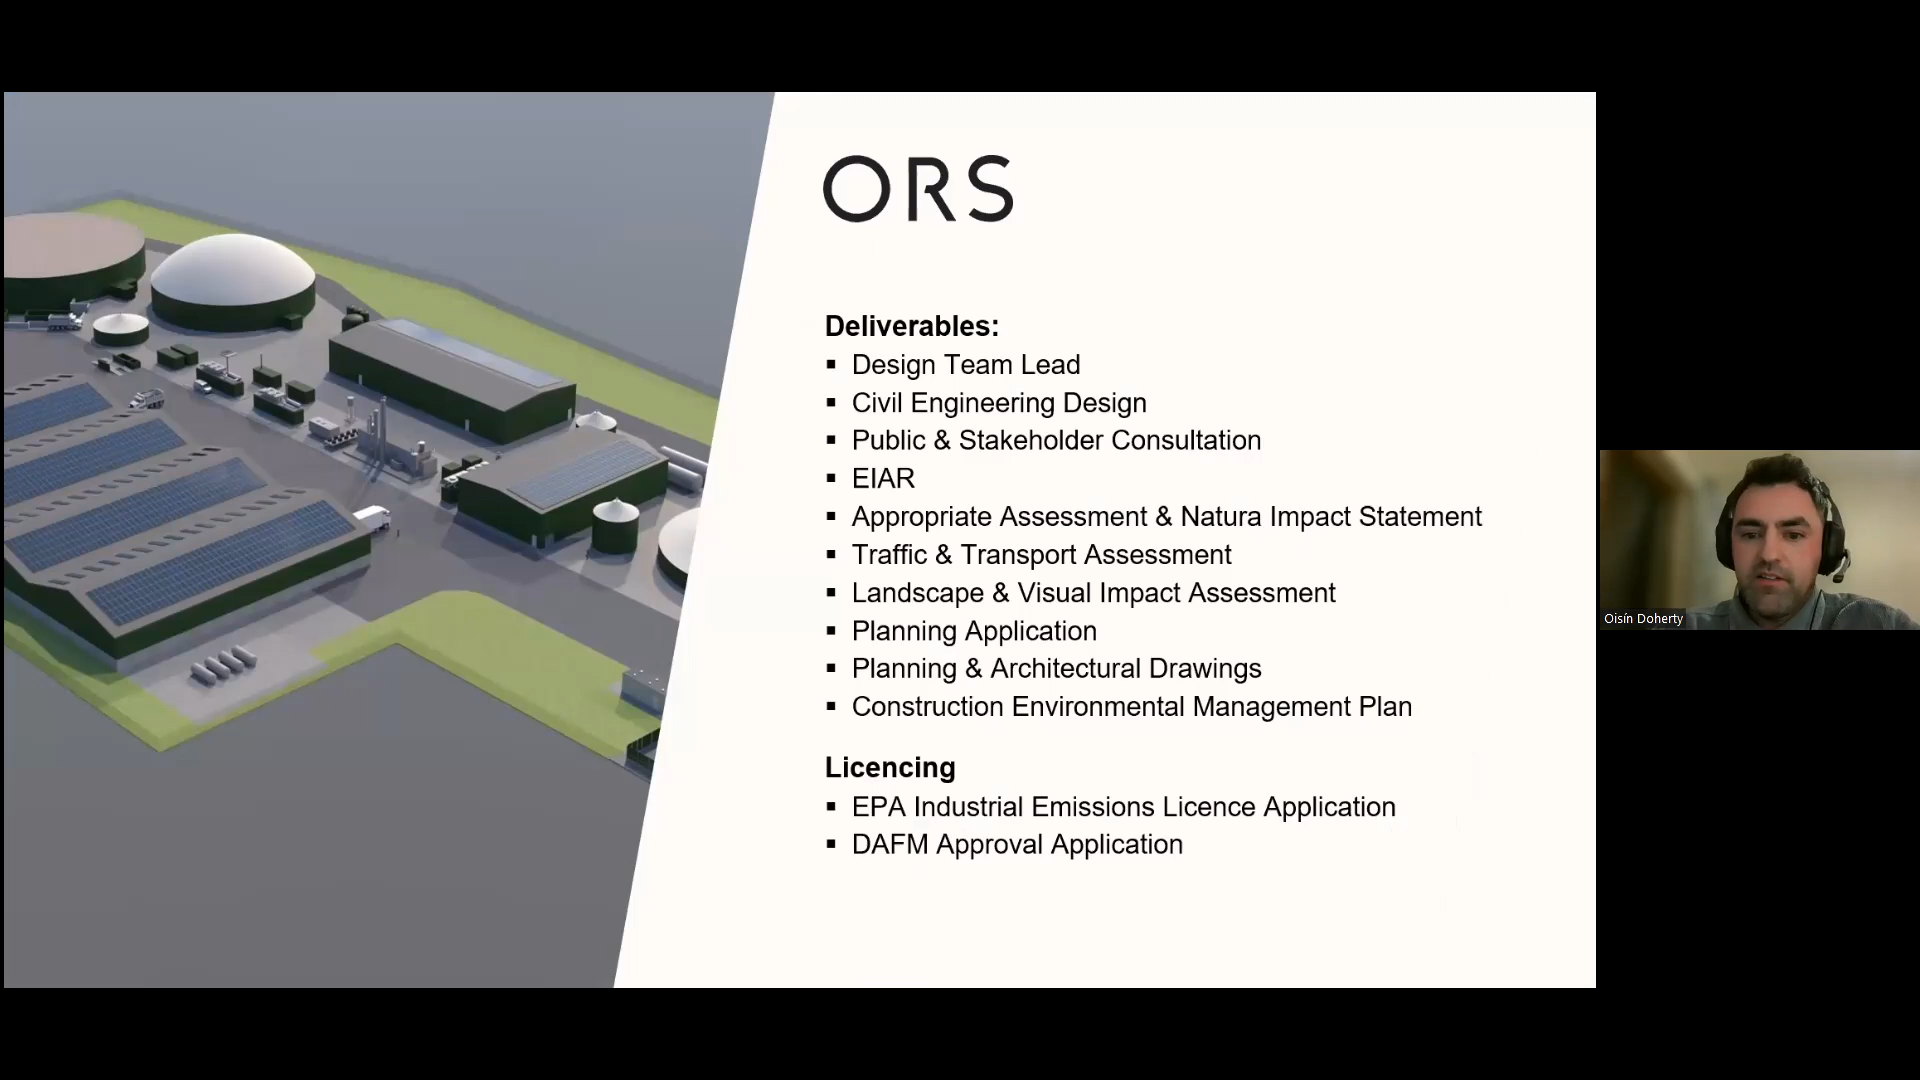 ORS
Deliverables:
▪ Design Team Lead
▪ Civil Engineering Design
▪ Public & Stakeholder Consultation
▪ EIAR
▪ Appropriate Assessment & Natura Impact Statement
▪ Traffic & Transport Assessment
▪ Landscape & Visual Impact Assessment
▪ Planning Application
▪ Planning & Architectural Drawings
▪ Construction Environmental Management Plan
Licencing
▪ EPA Industrial Emissions Licence Application
▪ DAFM Approval Application
Oisín Doherty